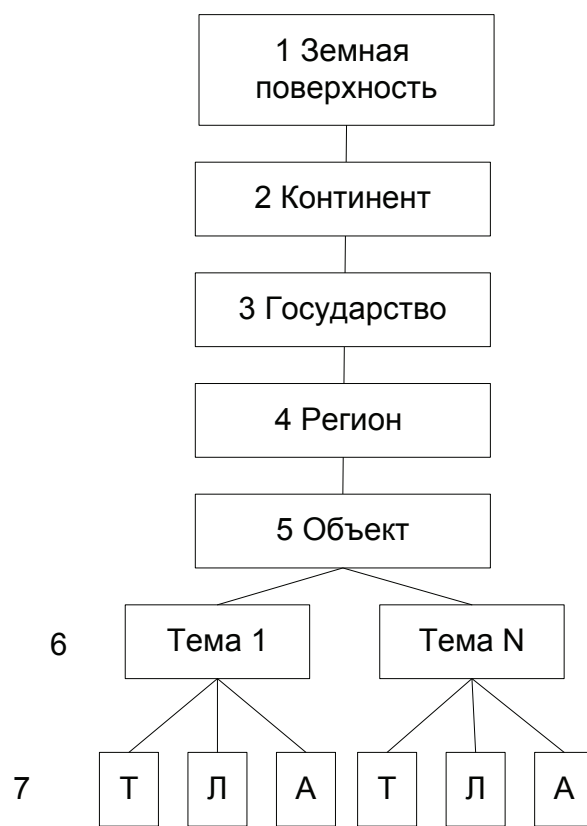 1 Земная
поверхность
2 Континент
3 Государство
4 Регион
5 Объект
6 Тема 1 Тема N
7 Т Л А Т Л А